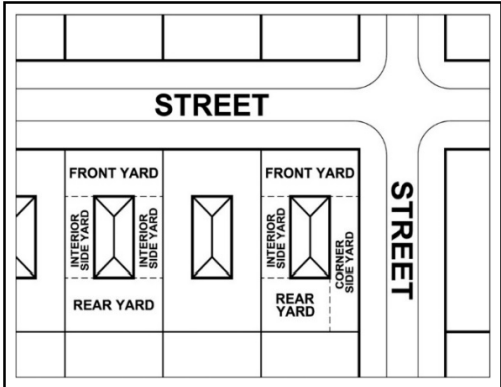 STREET
FRONT YARD
FRONT YARD
INTERIOR
SIDE YARD
INTERIOR
SIDE YARD
INTERIOR
SIDE YARD
CORNER
SIDE YARD
STREET
REAR YARD
REAR
YARD